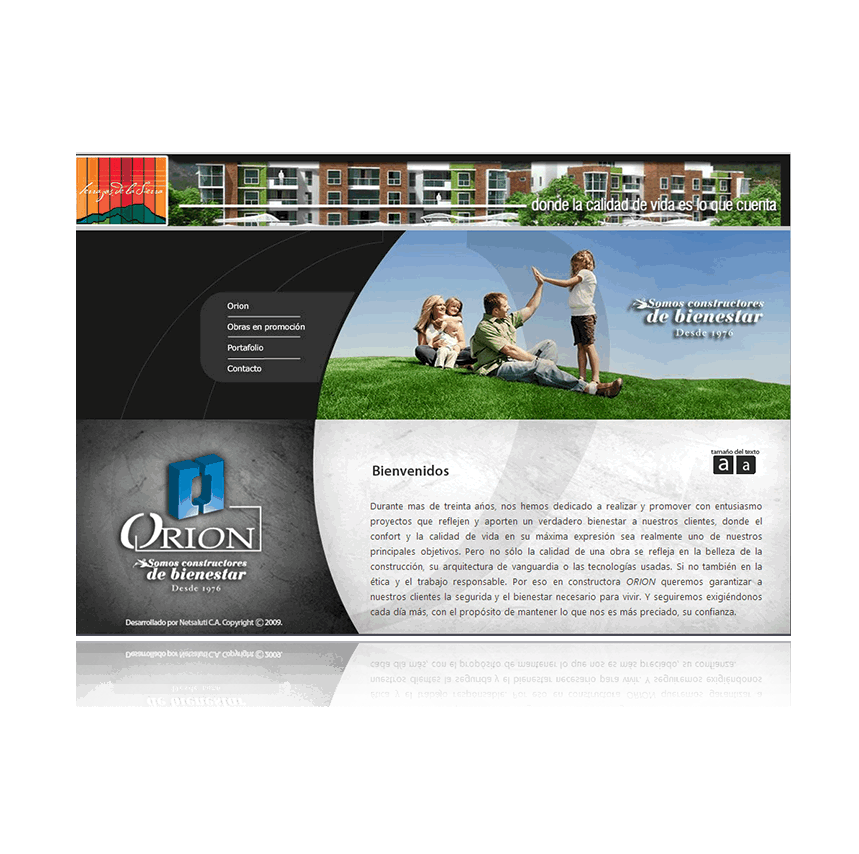 Terrazas de la Sierra
donde la calidad de vida es lo que cuenta
Orion
Obras en promoción
Portafolio
Contacto
Somos constructores
de bienestar
Desde 1976
tamaño del texto
a a
Bienvenidos
Durante mas de treinta años, nos hemos dedicado a realizar y promover con entusiasmo
proyectos que reflejen y aporten un verdadero bienestar a nuestros clientes, donde el
confort y la calidad de vida en su máxima expresión sea realmente uno de nuestros
principales objetivos. Pero no sólo la calidad de una obra se refleja en la belleza de la
construcción, su arquitectura de vanguardia o las tecnologías usadas. Si no también en la
ética y el trabajo responsable. Por eso en constructora ORION queremos garantizar a
nuestros clientes la segurida y el bienestar necesario para vivir. Y seguiremos exigiéndonos
cada día más, con el propósito de mantener lo que nos es más preciado, su confianza.
ORION
Somos constructores
de bienestar
Desde 1976
Desarrollado por Netsaluti C.A. Copyright © 2009.